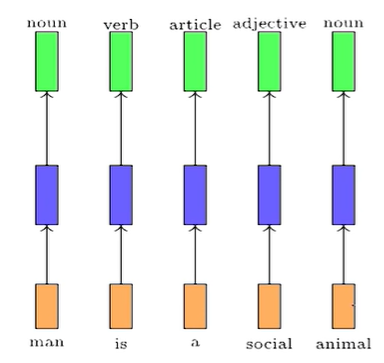 noun verb article adjective noun
man is a social animal